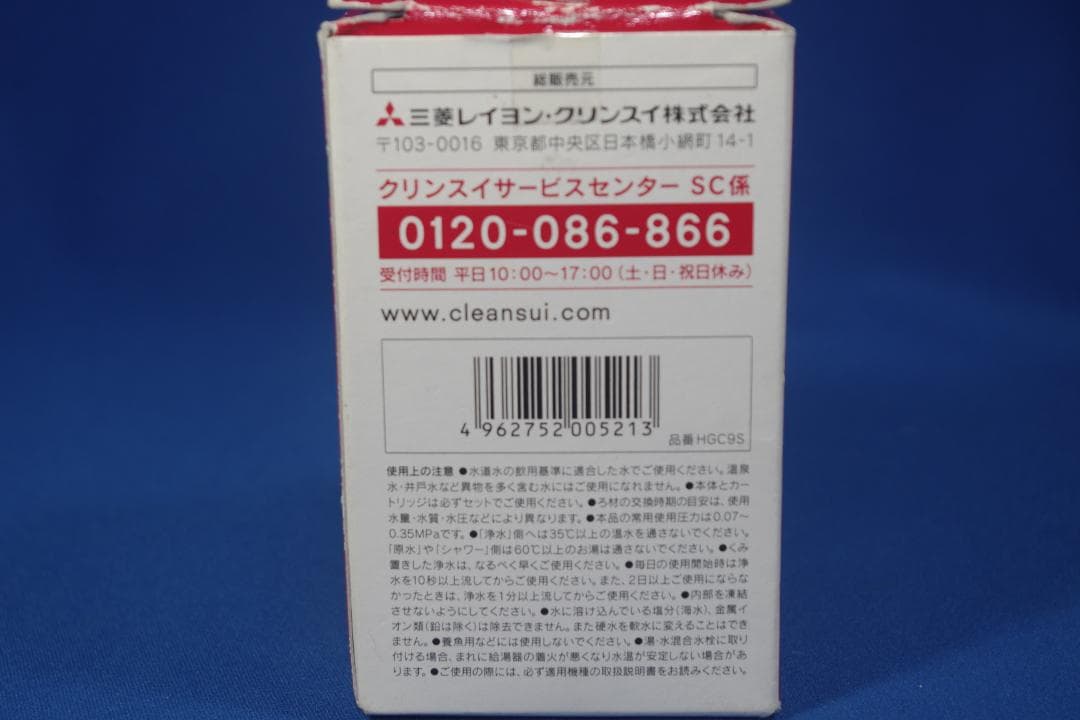 総販売元
三菱レイヨン・クリンスイ株式会社
〒103-0016 東京都中央区日本橋小網町14-1
クリンスイサービスセンター SC係
0120-086-866
受付時間 平日10:00〜17:00(土・日・祝日休み)
www.cleansui.com
4 962752 005213
品番HGC9S
使用上の注意 ●水道水の飲用基準に適合した水でご使用ください。温泉
水・井戸水など異物を多く含む水にはご使用になれません。●本体とカー
トリッジは必ずセットでご使用ください。●ろ材の交換時期の目安は、使用
水量・水質・水圧などにより異なります。●本品の常用使用圧力は0.07〜
0.35MPaです。●「浄水」側へは35℃以上の温水を通さないでください。
「原水」や「シャワー」側は60℃以上のお湯は通さないでください。●くみ
置きした浄水は、なるべく早くご使用ください。●毎日の使用開始時は浄
水を10秒以上流してからご使用ください。また、2日以上ご使用にならな
かったときは、浄水を1分以上流してからご使用ください。●内部を凍結
させないようにしてください。●水に溶け込んでいる塩分(海水)、金属イ
オン類(鉛は除く)は除去できません。また硬水を軟水に変えることはでき
ません。●養魚用などには使用しないでください。●湯・水混合水栓に取り
付ける場合、まれに給湯器の着火が悪くなり水温が安定しない場合があ
ります。●ご使用の際には、必ず適用機種の取扱説明書をお読みください。